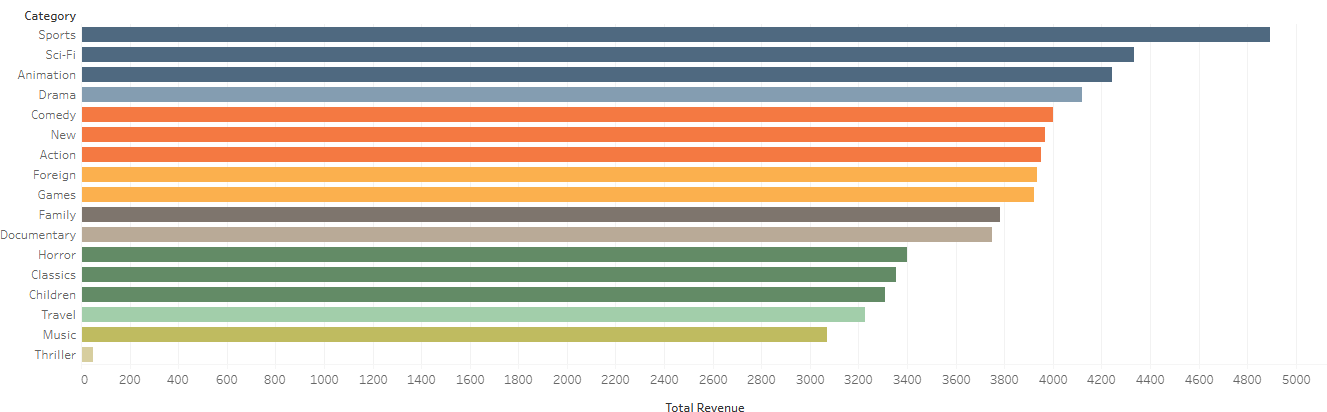 Category
Sports
Sci-Fi
Animation
Drama
Comedy
New
Action
Foreign
Games
Family
Documentary
Horror
Classics
Children
Travel
Music
Thriller
0 200 400 600 800 1000 1200 1400 1600 1800 2000 2200 2400 2600 2800 3000 3200 3400 3600 3800 4000 4200 4400 4600 4800 5000
Total Revenue